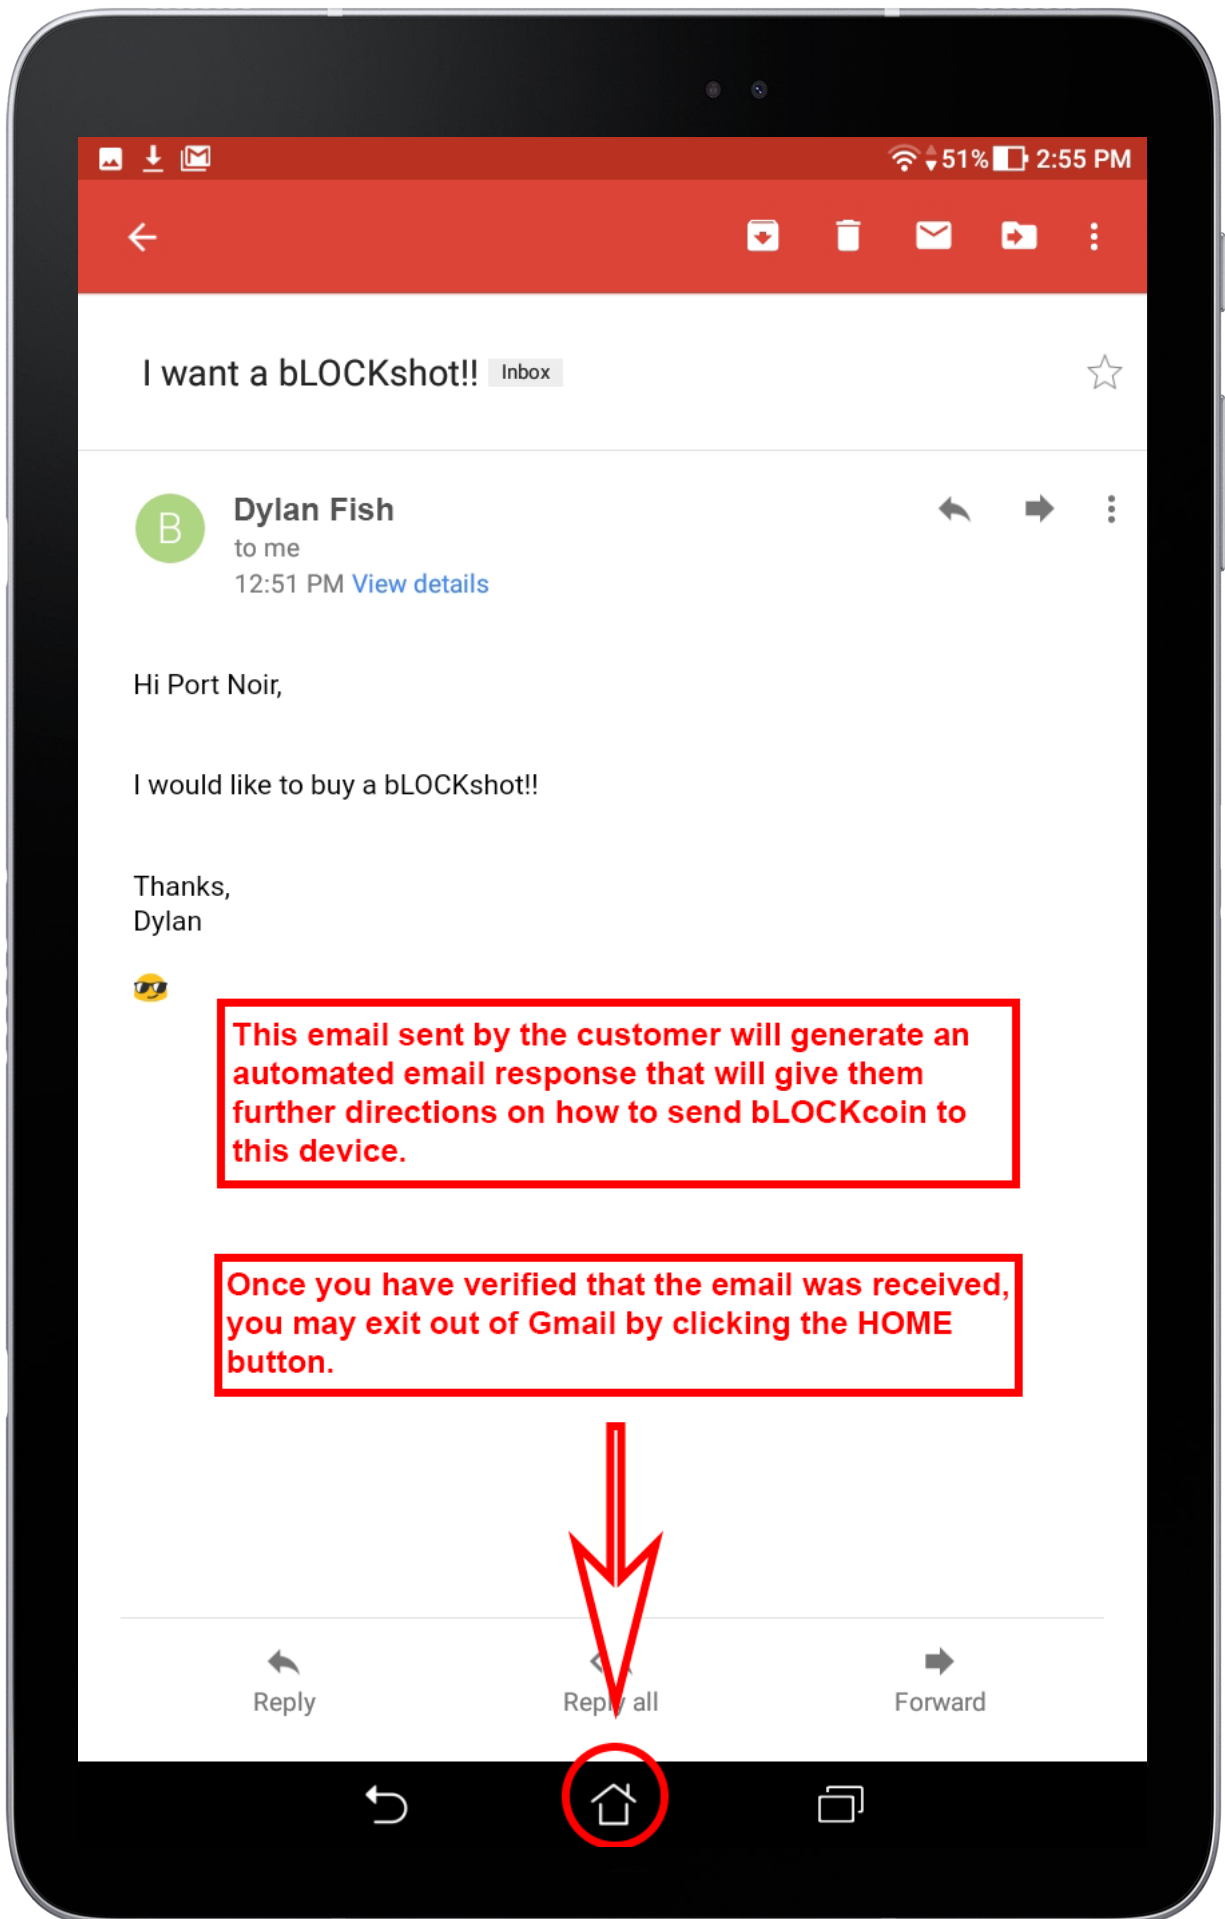 51% 2:55 PM
I want a bLOCKshot!! Inbox
B
Dylan Fish
to me
12:51 PM View details
Hi Port Noir,
I would like to buy a bLOCKshot!!
Thanks,
Dylan
This email sent by the customer will generate an
automated email response that will give them
further directions on how to send bLOCKcoin to
this device.
Once you have verified that the email was received,
you may exit out of Gmail by clicking the HOME
button.
Reply Reply all Forward